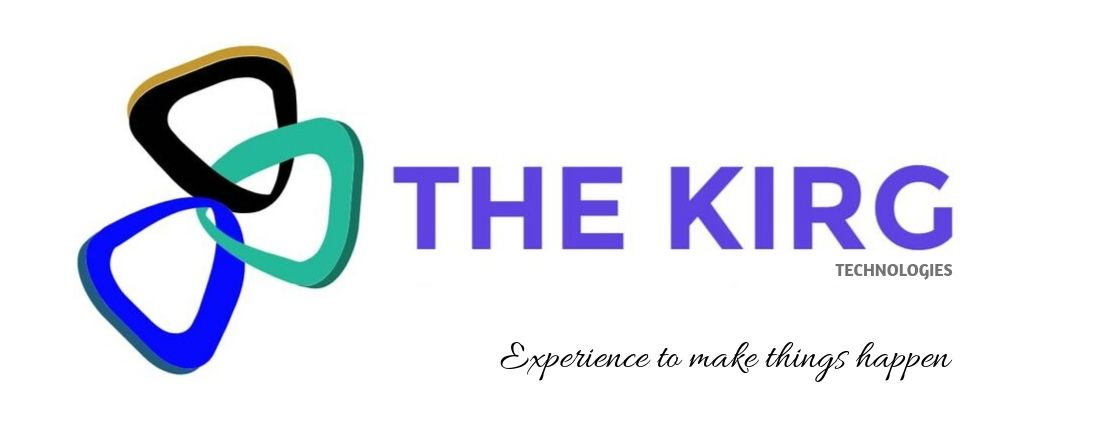 THE KIRG
TECHNOLOGIES
Experience to make things happen